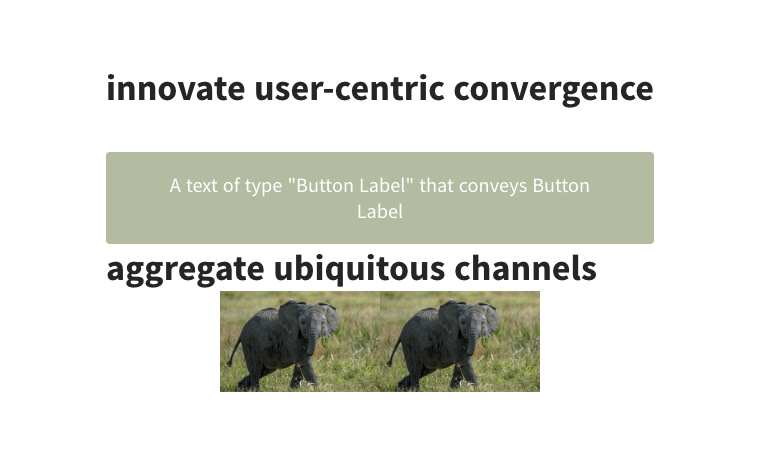 innovate user-centric convergence
A text of type "Button Label" that conveys Button
Label
aggregate ubiquitous channels